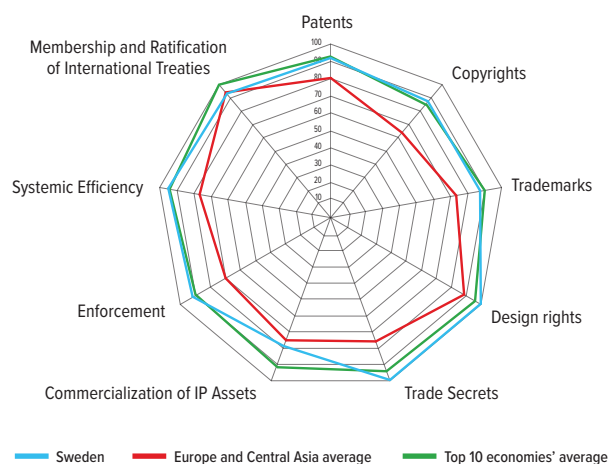 Patents
Membership and Ratification
of International Treaties
Copyrights
100
90
80
70
60
50
40
30
20
10
Systemic Efficiency
Trademarks
Enforcement
Design rights
Commercialization of IP Assets
Trade Secrets
Sweden
Europe and Central Asia average
Top 10 economies’ average